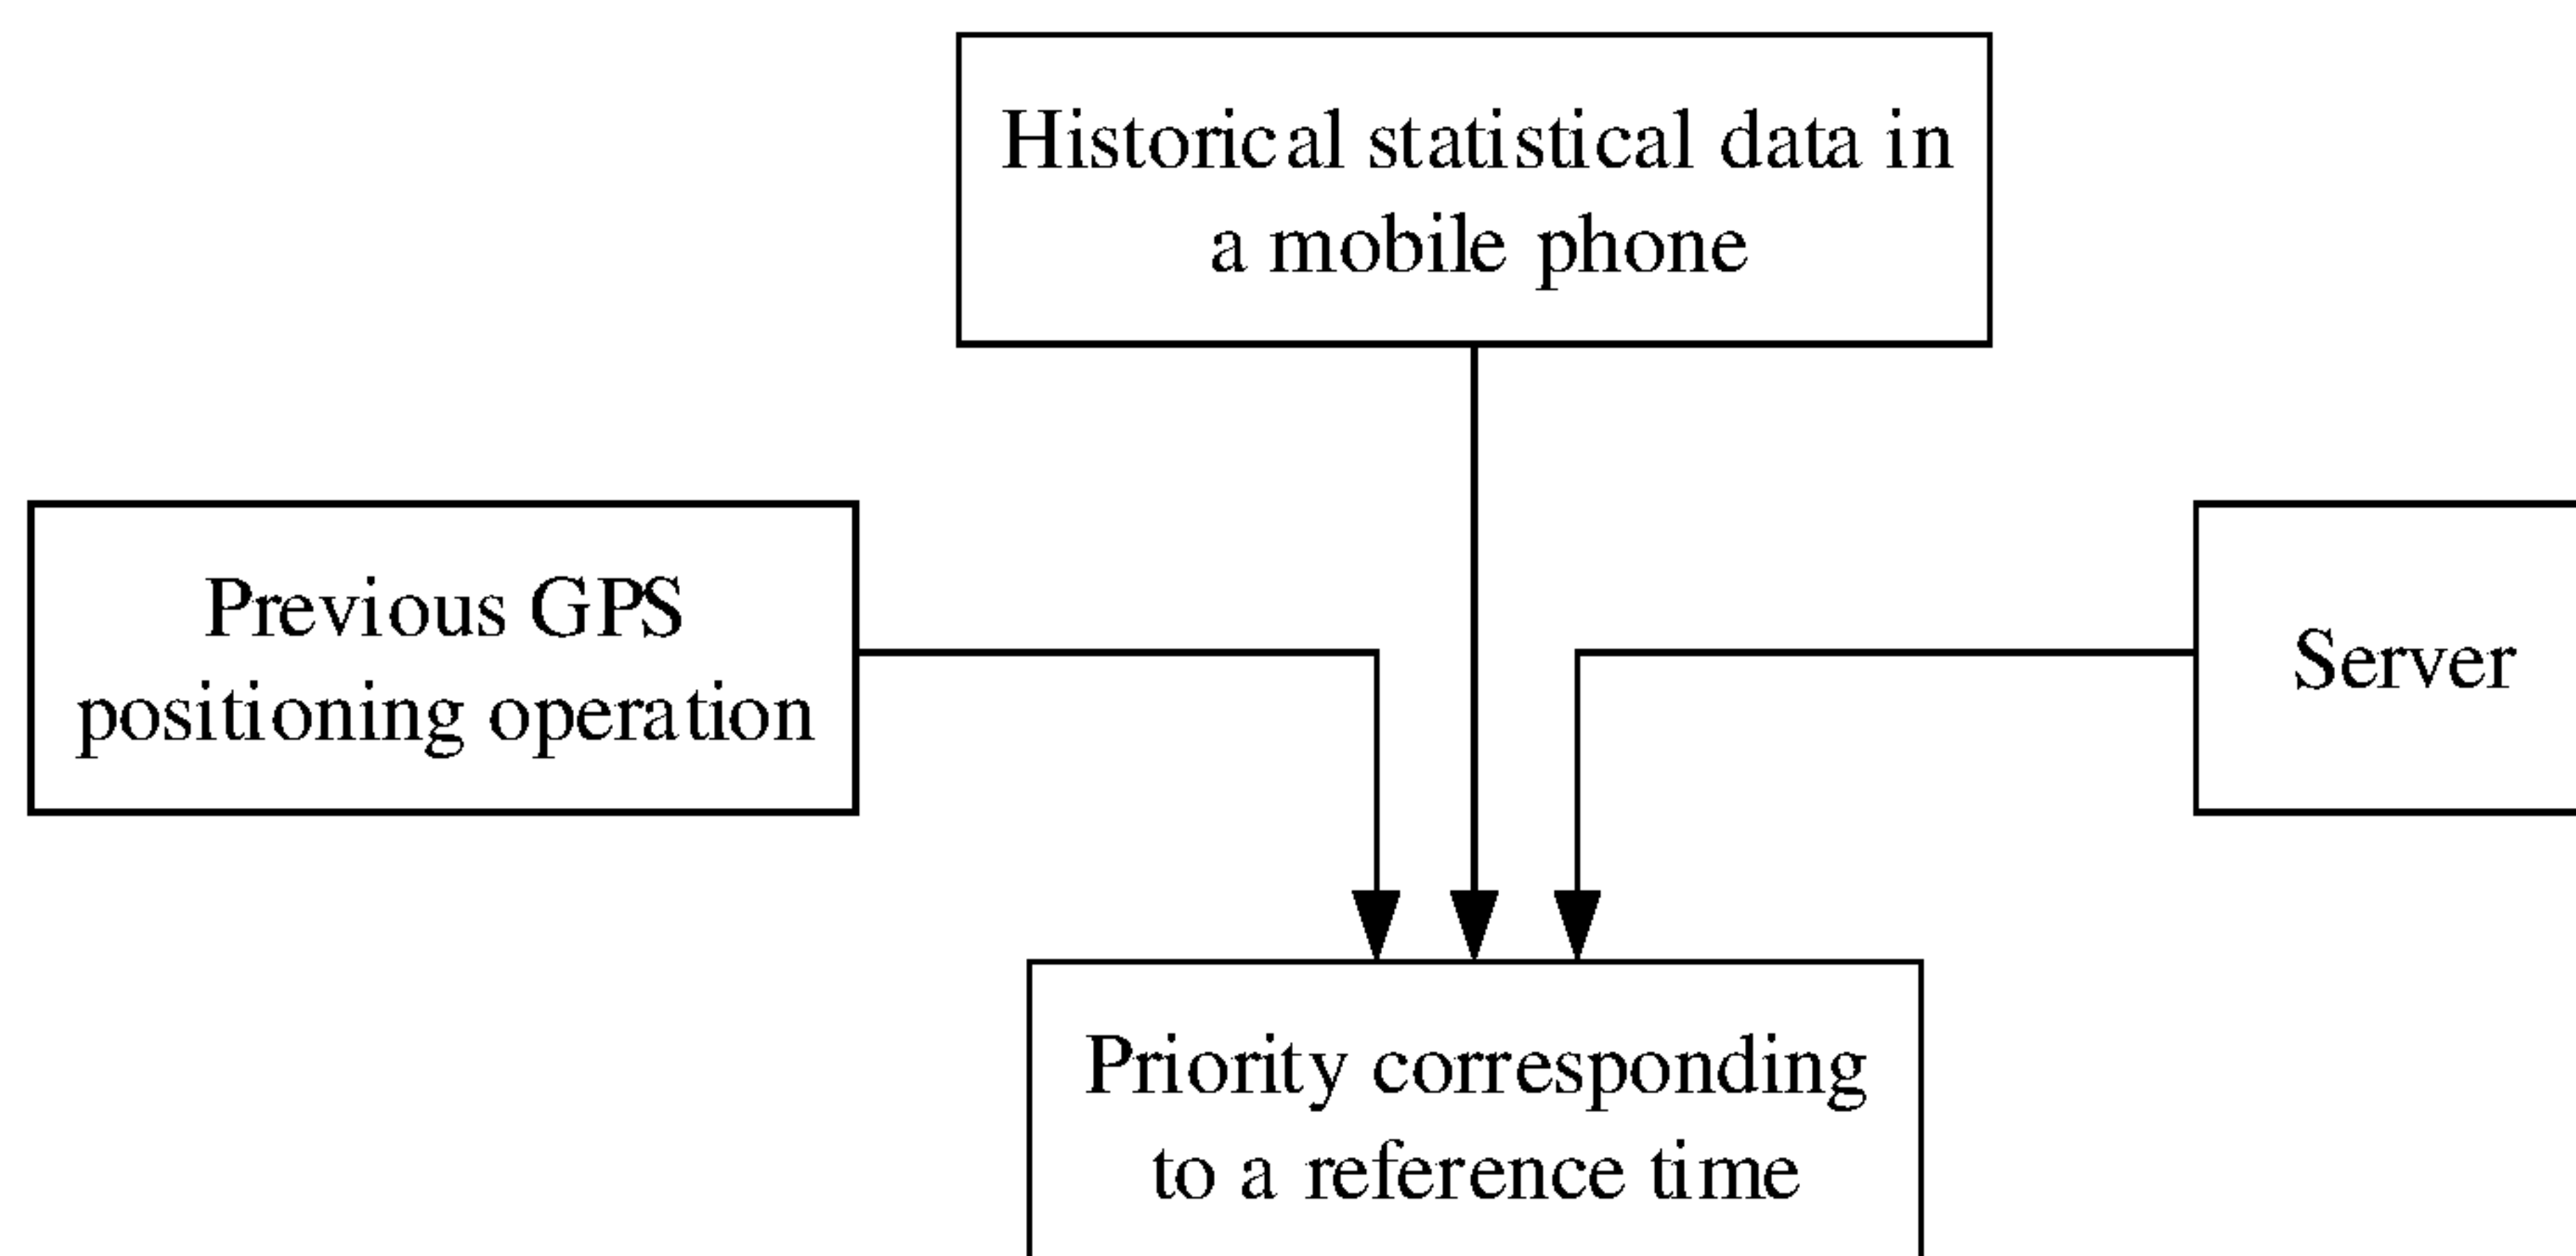 Historical statistical data in
a mobile phone
Previous GPS
positioning operation
Server
Priority corresponding
to a reference time